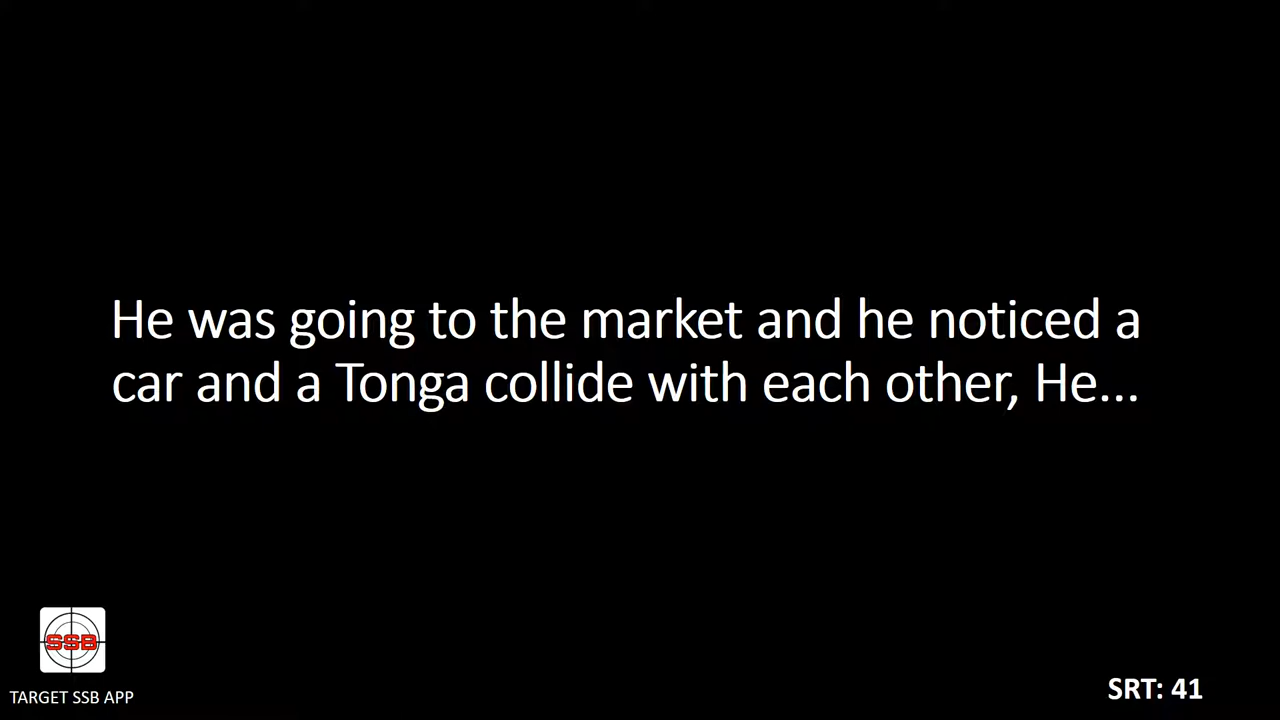 He was going to the market and he noticed a
car and a Tonga collide with each other, He...
SSB
TARGET SSB APP
SRT: 41